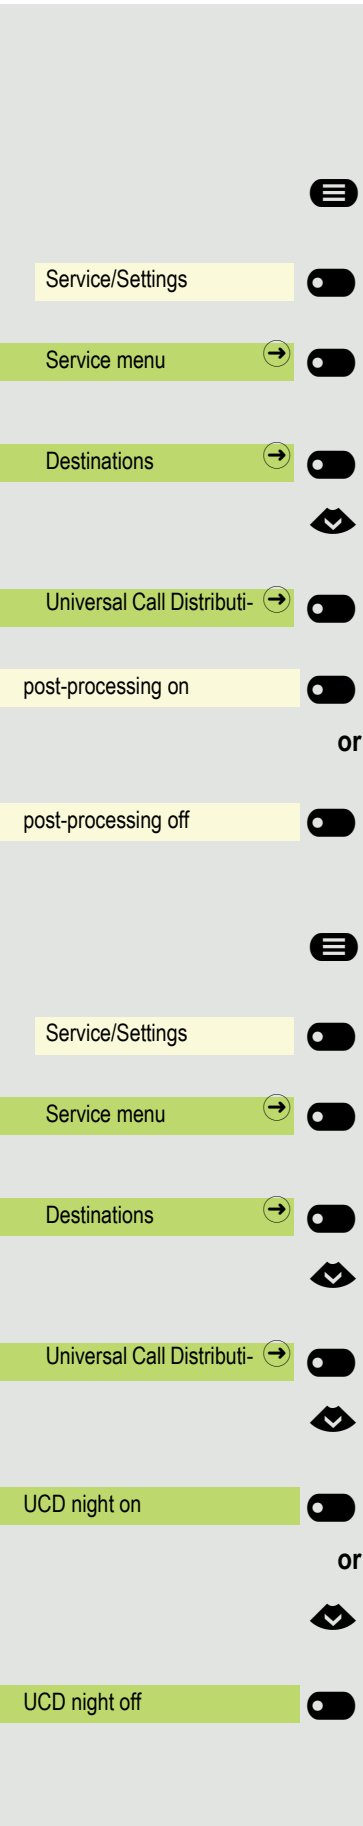 Service/Settings
Service menu
Destinations
Universal Call Distributi-
post-processing on
or
post-processing off
Service/Settings
Service menu
Destinations
Universal Call Distributi-
UCD night on
or
UCD night off